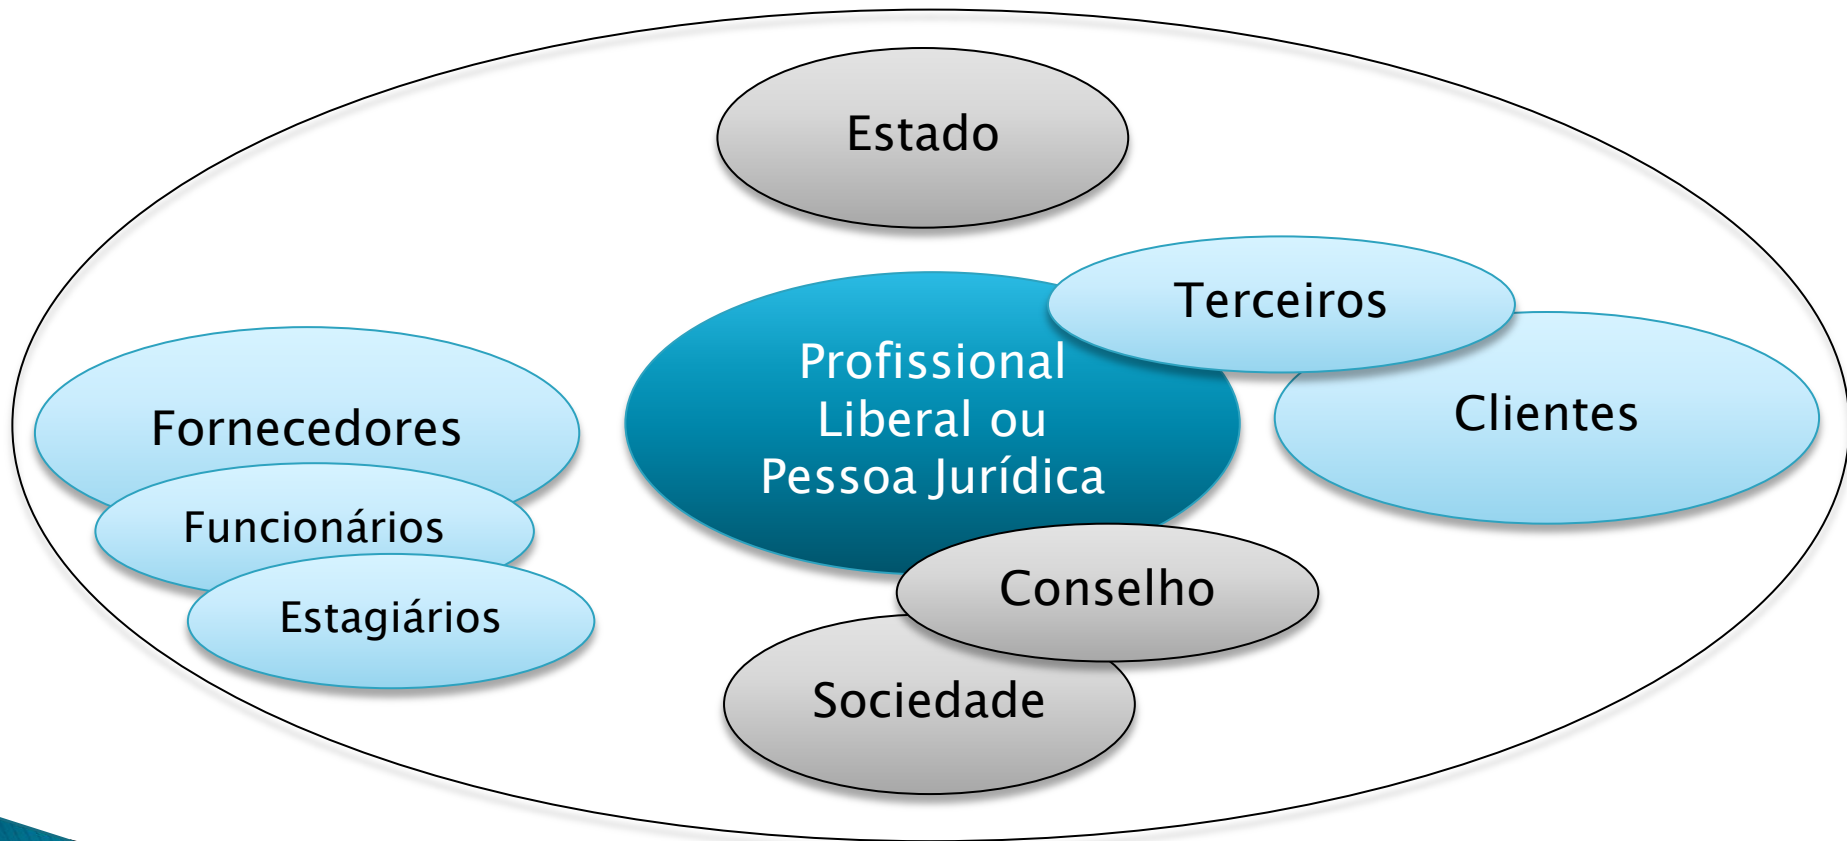 Estado
Terceiros
Profissional
Liberal ou
Pessoa Jurídica
Clientes
Fornecedores
Funcionários
Estagiários
Conselho
Sociedade